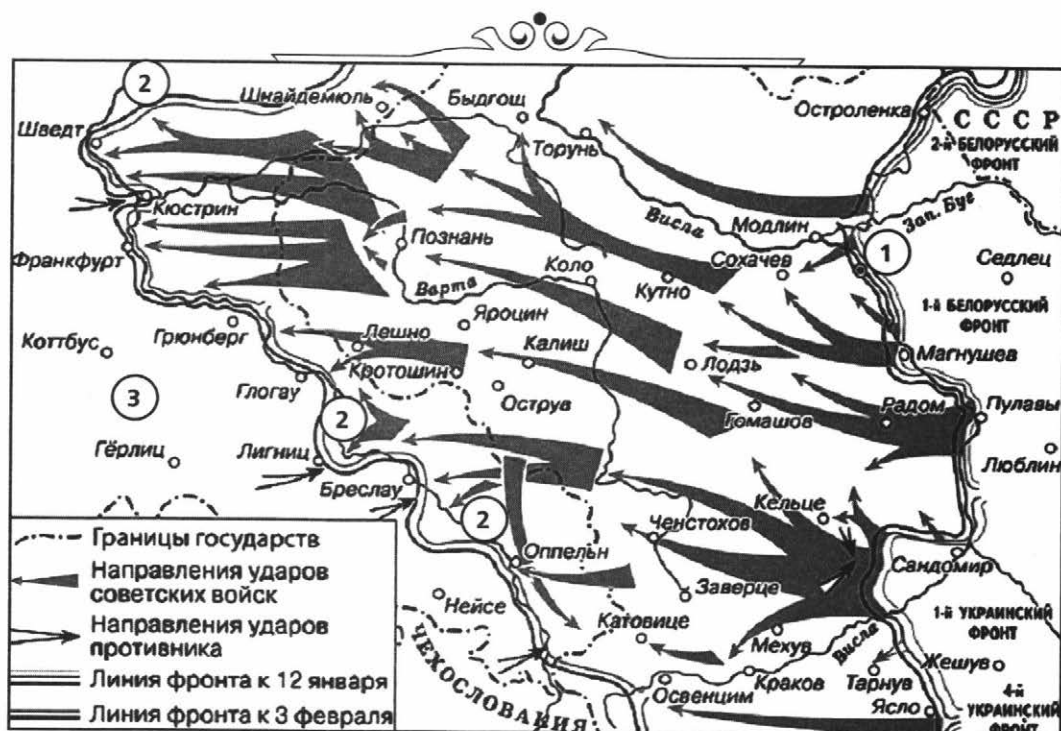 2
Шнайдемюль
Быдгощ
Остроленка
СССР
2-й БЕЛОРУССКИЙ
ФРОНТ
Шведт
Торунь
Кюстрин
Висла
Модлин
Зап. Буг
1
Познань
Сохачев
Седлец
Франкфурт
Коло
Кутно
Варта
1-й БЕЛОРУССКИЙ
ФРОНТ
Яроцин
Грюнберг
Лешно
Коттбус
Калиш
Магнушев
Лодзь
Кротошин
3
Глогау
Острув
Гомашов
Радом
Пулавы
2
Гёрлиц
Лигниц
Люблин
Бреслау
Кельце
2
Ченстохов
Границы государств
Оппельн
Сандомир
Направления ударов
советских войск
Заверце
Нейсе
1-й УКРАИНСКИЙ
ФРОНТ
Направления ударов
противника
Катовице
Мехув
Висла
Жешув
ЧЕХОСЛОВАКИЯ
Линия фронта к 12 января
Освенцим
Краков
Тарнув
4-й
УКРАИНСКИЙ
ФРОНТ
Линия фронта к 3 февраля
Ясло